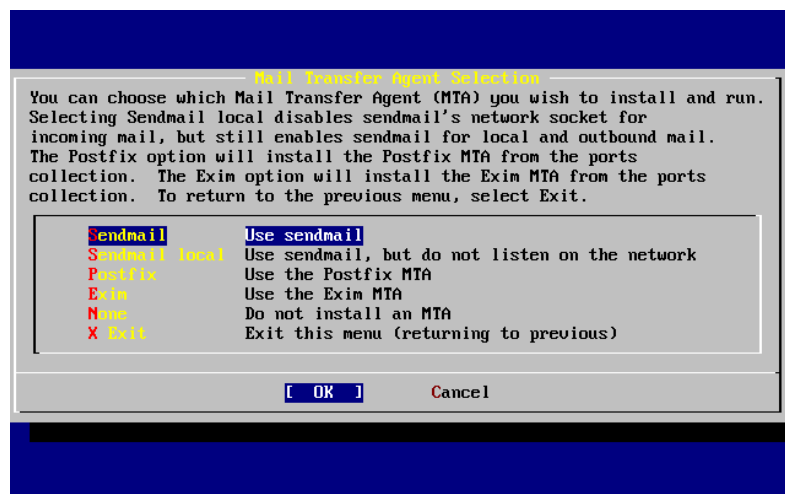 Mail Transfer Agent Selection
You can choose which Mail Transfer Agent (MTA) you wish to install and run.
Selecting Sendmail local disables sendmail's network socket for
incoming mail, but still enables sendmail for local and outbound mail.
The Postfix option will install the Postfix MTA from the ports
collection.  The Exim option will install the Exim MTA from the ports
collection.  To return to the previous menu, select Exit.
Sendmail Use sendmail
Sendmail local Use sendmail, but do not listen on the network
Postfix Use the Postfix MTA
Exim Use the Exim MTA
None Do not install an MTA
X Exit Exit this menu (returning to previous)
[ OK ] Cancel